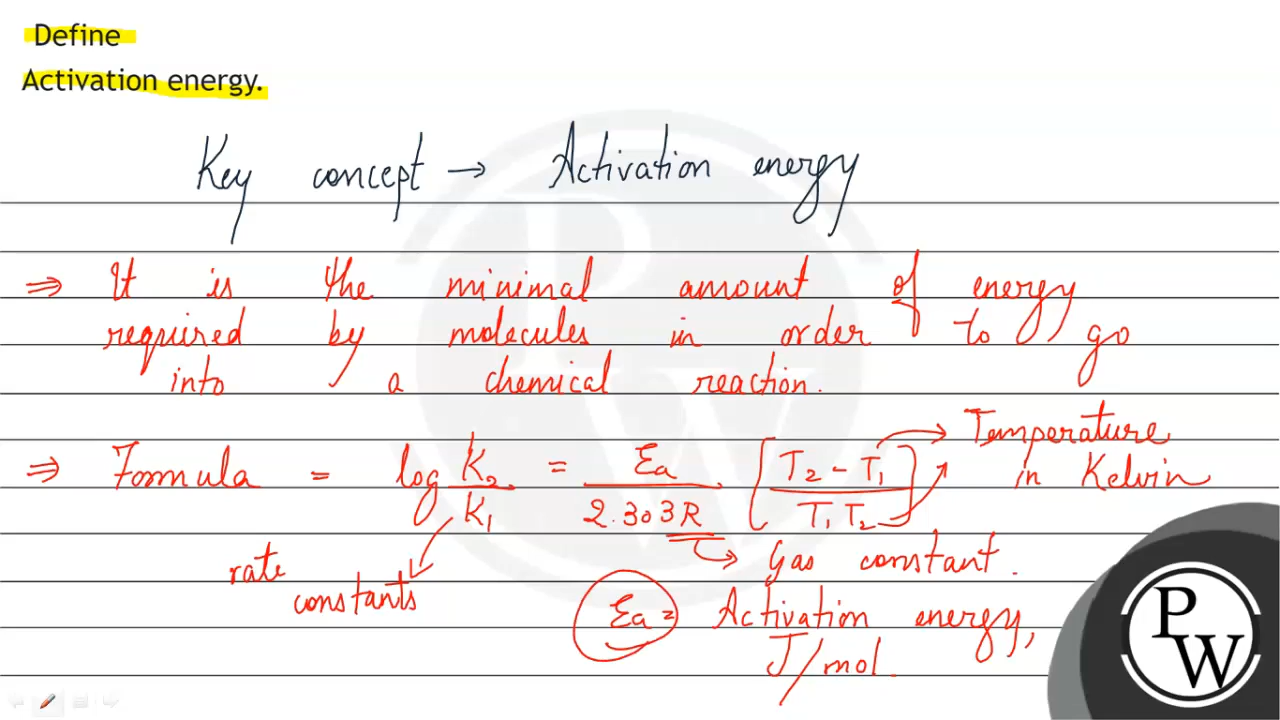 Define
Activation energy.
Key concept → Activation energy
⇒ It is the minimal amount of energy
required by molecules in order to go
into a chemical reaction.
⇒ Formula = log K₂/K₁ = Ea/2.303R [T₂ - T₁/T₁T₂] → Temperature
in Kelvin
rate
constants
→ Gas constant.
Ea = Activation energy,
J/mol
PW
PW